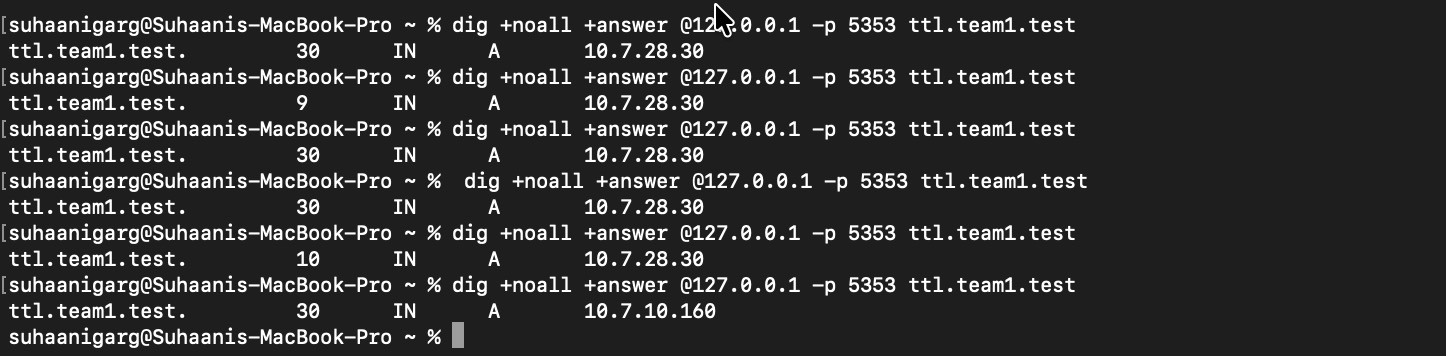 [suhaanigarg@Suhaanis-MacBook-Pro ~ % dig +noall +answer @127.0.0.1 -p 5353 ttl.team1.test
ttl.team1.test. 30 IN A 10.7.28.30
[suhaanigarg@Suhaanis-MacBook-Pro ~ % dig +noall +answer @127.0.0.1 -p 5353 ttl.team1.test
ttl.team1.test. 9 IN A 10.7.28.30
[suhaanigarg@Suhaanis-MacBook-Pro ~ % dig +noall +answer @127.0.0.1 -p 5353 ttl.team1.test
ttl.team1.test. 30 IN A 10.7.28.30
[suhaanigarg@Suhaanis-MacBook-Pro ~ %  dig +noall +answer @127.0.0.1 -p 5353 ttl.team1.test
ttl.team1.test. 30 IN A 10.7.28.30
[suhaanigarg@Suhaanis-MacBook-Pro ~ % dig +noall +answer @127.0.0.1 -p 5353 ttl.team1.test
ttl.team1.test. 10 IN A 10.7.28.30
[suhaanigarg@Suhaanis-MacBook-Pro ~ % dig +noall +answer @127.0.0.1 -p 5353 ttl.team1.test
ttl.team1.test. 30 IN A 10.7.10.160
suhaanigarg@Suhaanis-MacBook-Pro ~ %